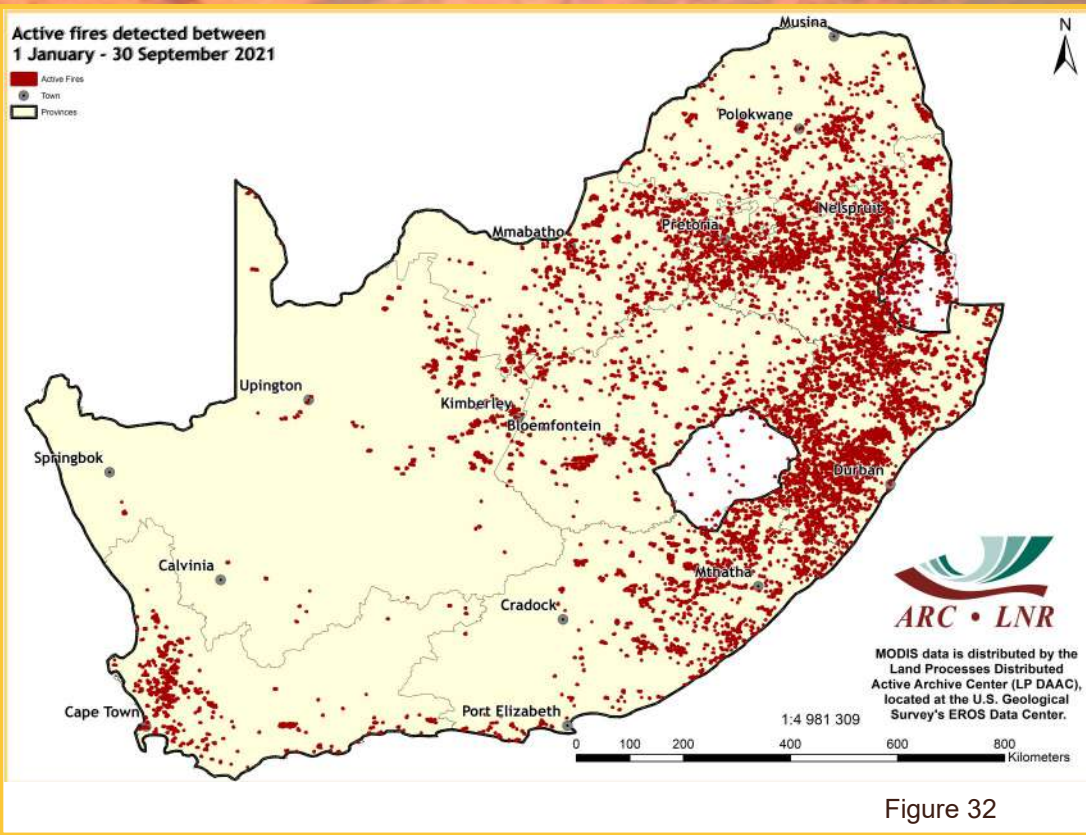 Active fires detected between
1 January - 30 September 2021
Active Fires
Town
Provinces
N
Musina
Polokwane
Nelspruit
Pretoria
Mmabatho
Upington
Kimberley
Bloemfontein
Springbok
Durban
Calvinia
Mthatha
Cradock
Cape Town
Port Elizabeth
ARC • LNR
MODIS data is distributed by the
Land Processes Distributed
Active Archive Center (LP DAAC),
located at the U.S. Geological
Survey's EROS Data Center.
1:4 981 309
0 100 200 400 600 800
Kilometers
Figure 32